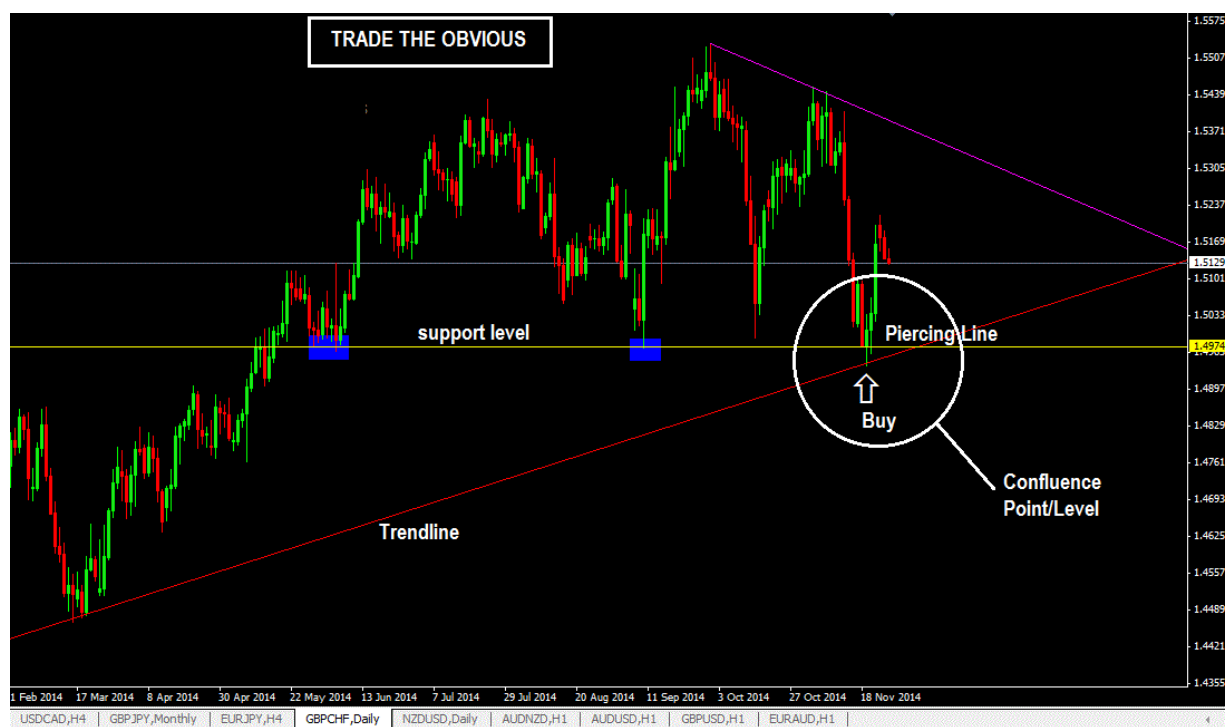 TRADE THE OBVIOUS
1.5575
1.5507
1.5439
1.5371
1.5305
1.5237
1.5169
1.5129
1.5101
1.5033
support level
Piercing Line
1.4974
1.4897
Buy
1.4829
1.4761
Confluence
Point/Level
1.4693
Trendline
1.4625
1.4557
1.4489
1.4421
1.4355
1 Feb 2014 17 Mar 2014 8 Apr 2014 30 Apr 2014 22 May 2014 13 Jun 2014 7 Jul 2014 29 Jul 2014 20 Aug 2014 11 Sep 2014 3 Oct 2014 27 Oct 2014 18 Nov 2014
USDCAD,H4 GBPJPY,Monthly EURJPY,H4 GBPCHF,Daily NZDUSD,Daily AUDNZD,H1 AUDUSD,H1 GBPUSD,H1 EURAUD,H1